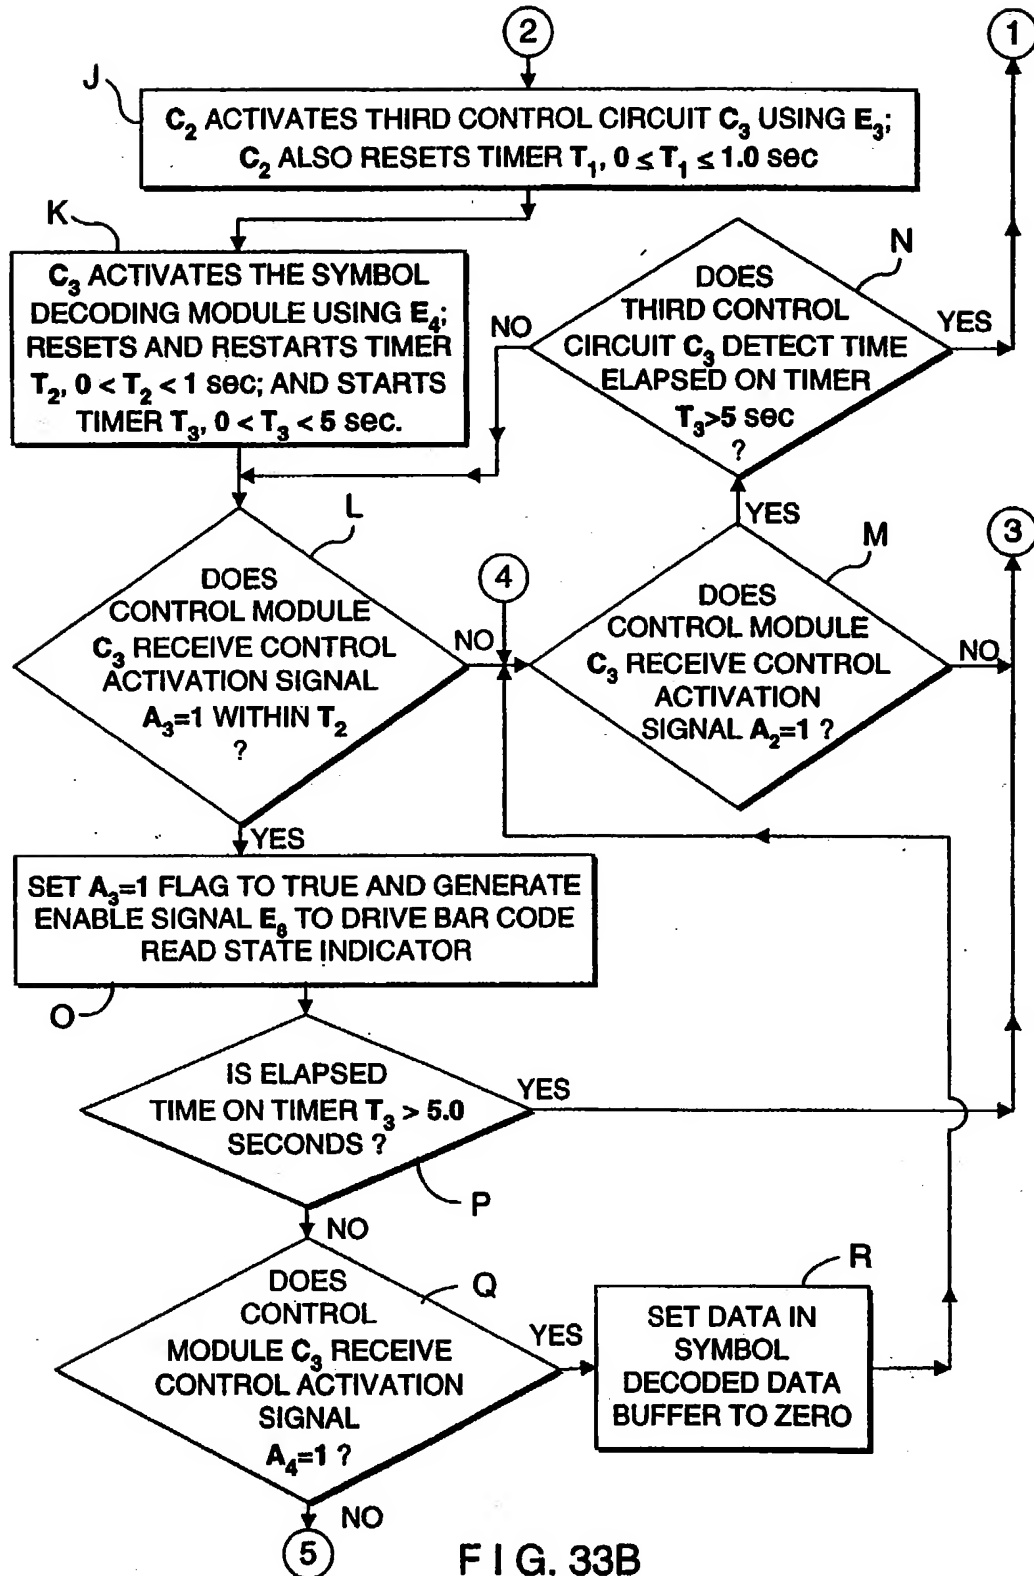 2
1
J
C₂ ACTIVATES THIRD CONTROL CIRCUIT C₃ USING E₃;
C₂ ALSO RESETS TIMER T₁, 0 ≤ T₁ ≤ 1.0 sec
K
C₃ ACTIVATES THE SYMBOL
DECODING MODULE USING E₄;
RESETS AND RESTARTS TIMER
T₂, 0 < T₂ < 1 sec; AND STARTS
TIMER T₃, 0 < T₃ < 5 sec.
N
DOES
THIRD CONTROL
CIRCUIT C₃ DETECT TIME
ELAPSED ON TIMER
T₃>5 sec
?
NO
YES
L
DOES
CONTROL MODULE
C₃ RECEIVE CONTROL
ACTIVATION SIGNAL
A₃=1 WITHIN T₂
?
NO
YES
4
YES
M
DOES
CONTROL MODULE
C₃ RECEIVE CONTROL
ACTIVATION
SIGNAL A₂=1 ?
NO
3
SET A₃=1 FLAG TO TRUE AND GENERATE
ENABLE SIGNAL E₈ TO DRIVE BAR CODE
READ STATE INDICATOR
O
IS ELAPSED
TIME ON TIMER T₃ > 5.0
SECONDS ?
YES
P
NO
DOES
CONTROL
MODULE C₃ RECEIVE
CONTROL ACTIVATION
SIGNAL
A₄=1 ?
Q
YES
R
SET DATA IN
SYMBOL
DECODED DATA
BUFFER TO ZERO
NO
5
FIG. 33B